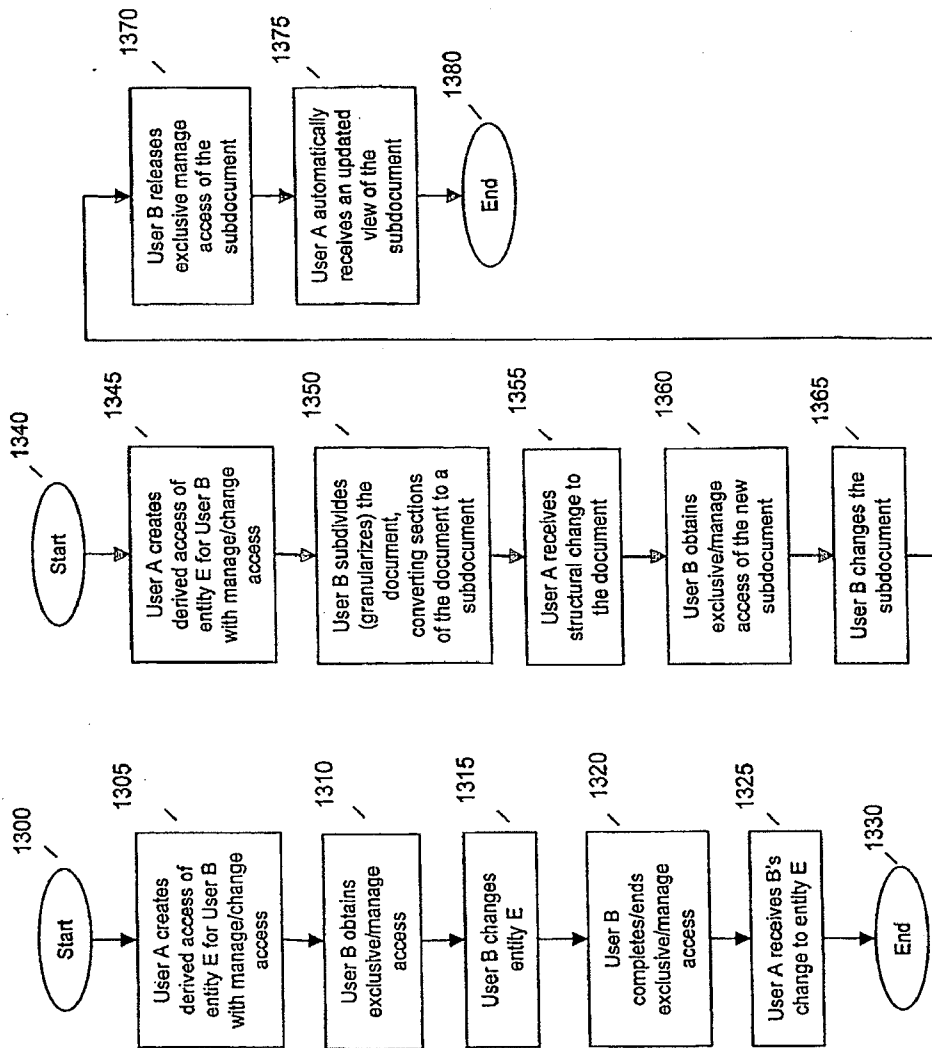 1300
Start
1305
User A creates
derived access of
entity E for User B
with manage/change
access
1310
User B obtains
exclusive/manage
access
1315
User B changes
entity E
1320
User B
completes/ends
exclusive/manage
access
1325
User A receives B's
change to entity E
1330
End
1340
Start
1345
User A creates
derived access of
entity E for User B
with manage/change
access
1350
User B subdivides
(granularizes) the
document,
converting sections
of the document to a
subdocument
1355
User A receives
structural change to
the document
1360
User B obtains
exclusive/manage
access of the new
subdocument
1365
User B changes the
subdocument
1370
User B releases
exclusive manage
access of the
subdocument
1375
User A automatically
receives an updated
view of the
subdocument
1380
End